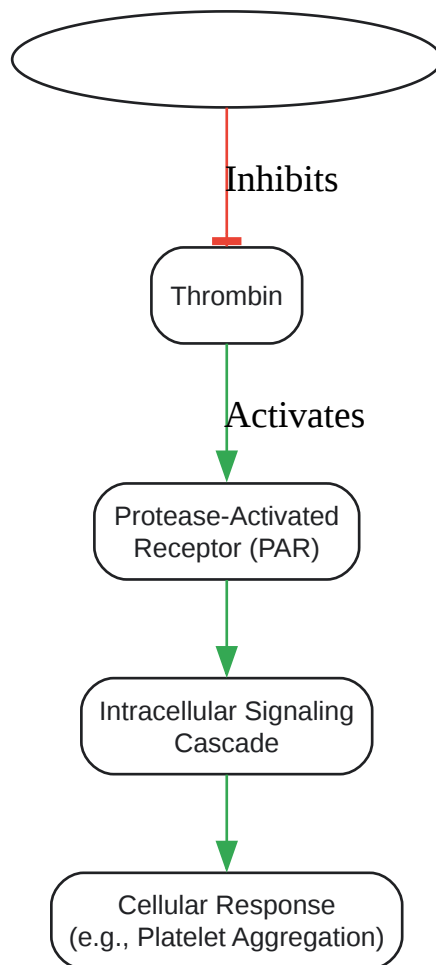 Inhibits
Thrombin
Activates
Protease-Activated
Receptor (PAR)
Intracellular Signaling
Cascade
Cellular Response
(e.g., Platelet Aggregation)